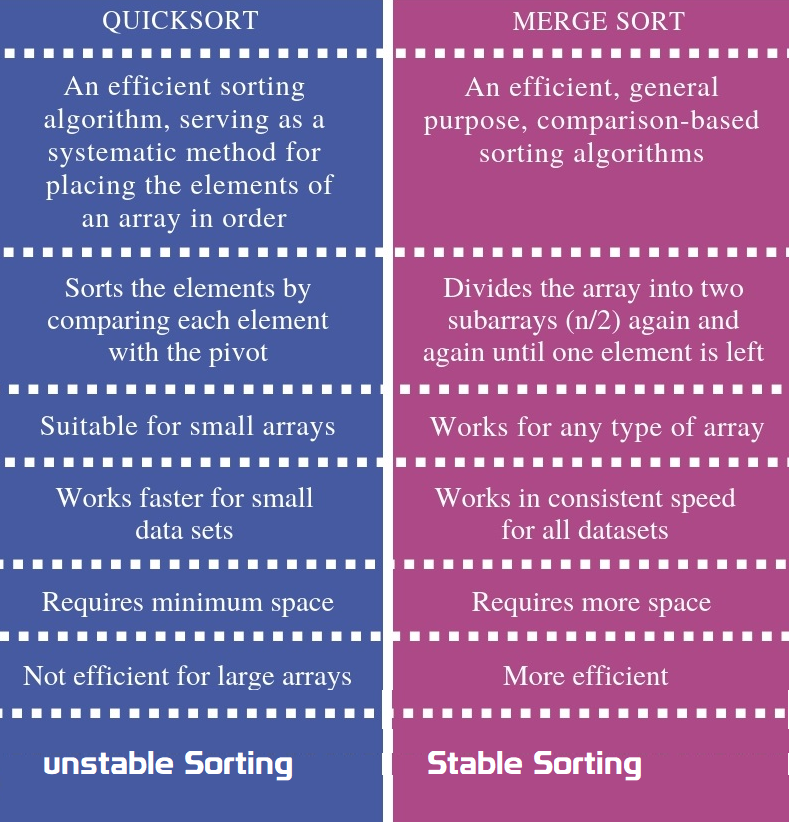 QUICKSORT
An efficient sorting
algorithm, serving as a
systematic method for
placing the elements of
an array in order
Sorts the elements by
comparing each element
with the pivot
Suitable for small arrays
Works faster for small
data sets
Requires minimum space
Not efficient for large arrays
unstable Sorting
MERGE SORT
An efficient, general
purpose, comparison-based
sorting algorithms
Divides the array into two
subarrays (n/2) again and
again until one element is left
Works for any type of array
Works in consistent speed
for all datasets
Requires more space
More efficient
Stable Sorting